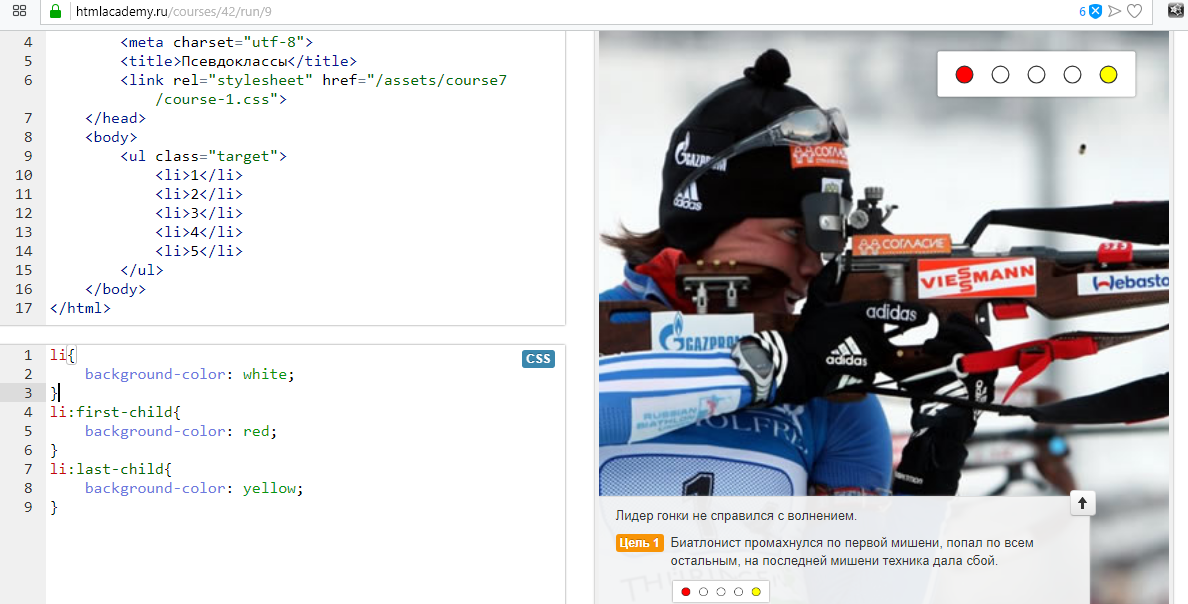 htmlacademy.ru/courses/42/run/9
6
4 <meta charset="utf-8">
5 <title>Псевдоклассы</title>
6 <link rel="stylesheet" href="/assets/course7
/course-1.css">
7 </head>
8 <body>
9 <ul class="target">
10 <li>1</li>
11 <li>2</li>
12 <li>3</li>
13 <li>4</li>
14 <li>5</li>
15 </ul>
16 </body>
17 </html>
CSS
1 li{
2 background-color: white;
3 }
4 li:first-child{
5 background-color: red;
6 }
7 li:last-child{
8 background-color: yellow;
9 }
GAZPROM
СОГЛАСИЕ
adidas
СОГЛАСИЕ
523
VIESSMANN
Webasto
adidas
GAZPROM
adidas
RUSSIAN
BIATHLON
UNION
1
Лидер гонки не справился с волнением.
Цель 1 Биатлонист промахнулся по первой мишени, попал по всем
остальным, на последней мишени техника дала сбой.